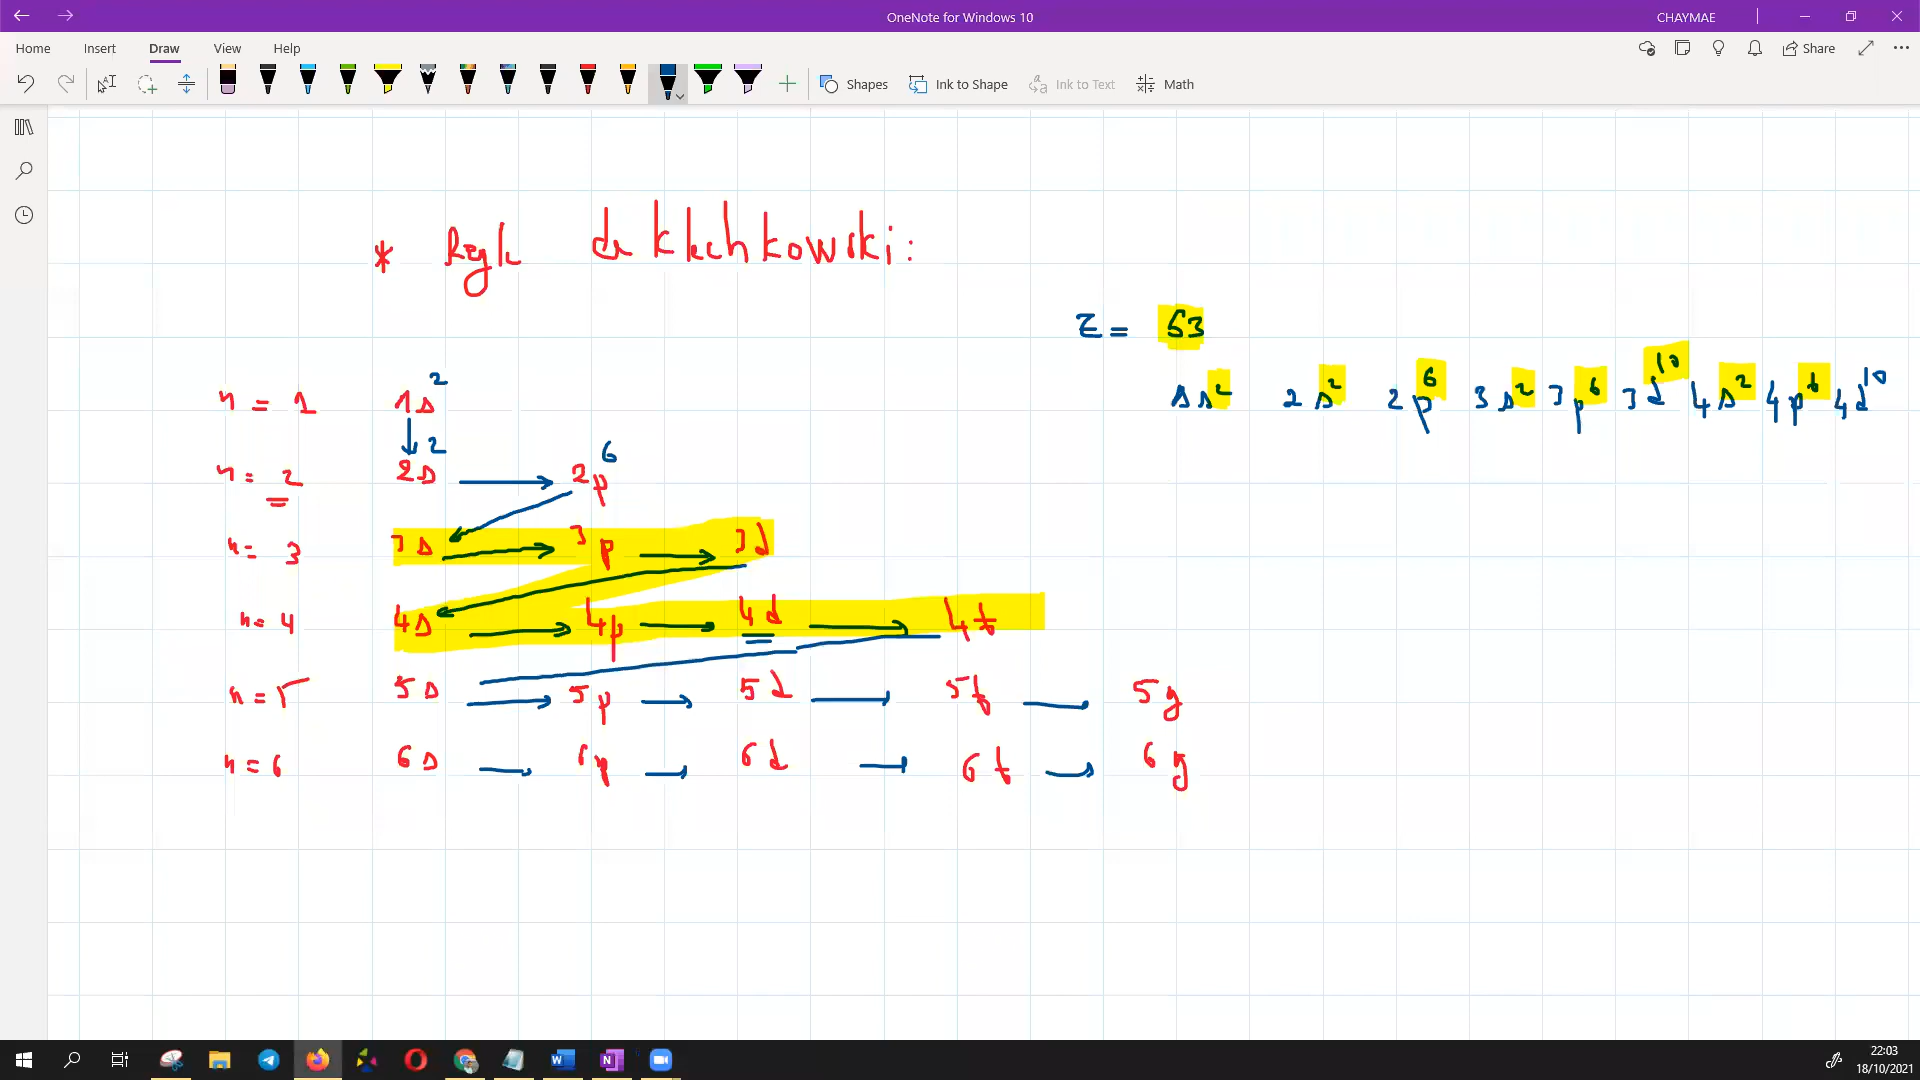 OneNote for Windows 10
CHAYMAE
Home Insert Draw View Help
Share
Shapes Ink to Shape Ink to Text Math
* Regle de Klechkowski :
Z = 53
1s² 2s² 2p⁶ 3s² 3p⁶ 3d¹⁰ 4s² 4p⁶ 4d¹⁰
n = 1 1s²
n = 2 2s² → 2p⁶
n = 3 3s → 3p → 3d
n = 4 4s → 4p → 4d → 4f
n = 5 5s → 5p → 5d → 5f → 5g
n = 6 6s → 6p → 6d → 6f → 6g
22:03
18/10/2021